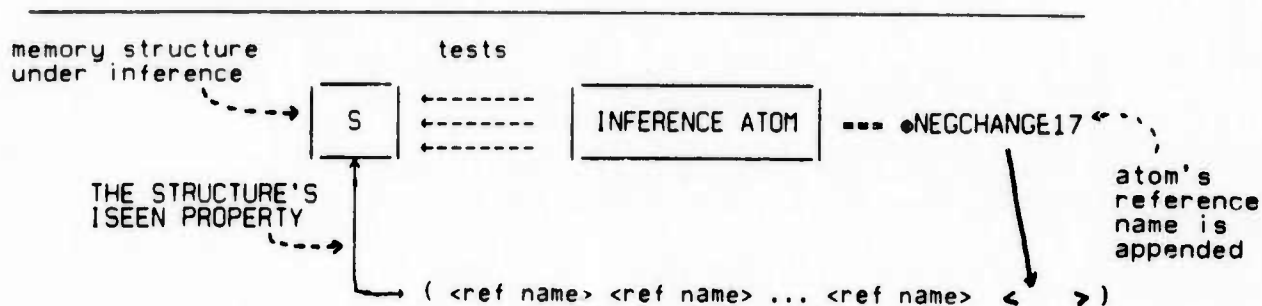 memory structure
under inference
tests
S
INFERENCE ATOM
●NEGCHANGE17
THE STRUCTURE'S
ISEEN PROPERTY
atom's
reference
name is
appended
( <ref name> <ref name> ... <ref name> < > )